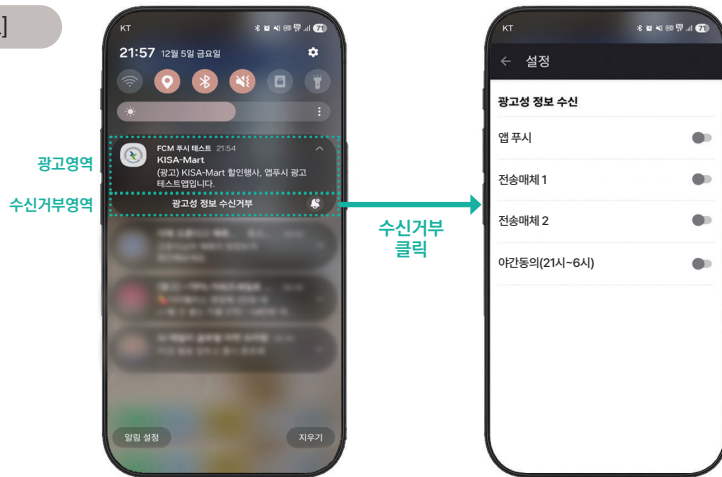 ]
KT
71
21:57 12월 5일 금요일
광고영역
FCM 푸시 테스트 21:54
KISA-Mart
(광고) KISA-Mart 할인행사, 앱푸시 광고
테스트앱입니다.
수신거부영역
광고성 정보 수신거부
알림 설정
지우기
수신거부
클릭
KT
71
← 설정
광고성 정보 수신
앱 푸시
전송매체 1
전송매체 2
야간동의(21시~6시)